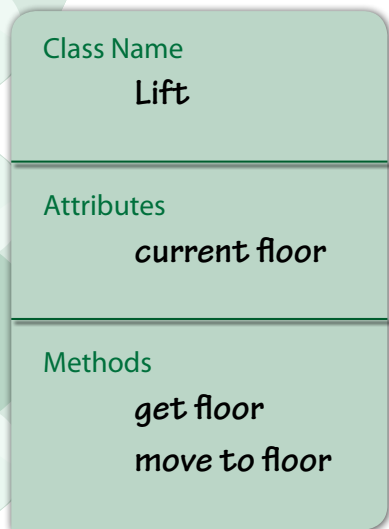 Class Name
Lift
Attributes
current floor
Methods
get floor
move to floor